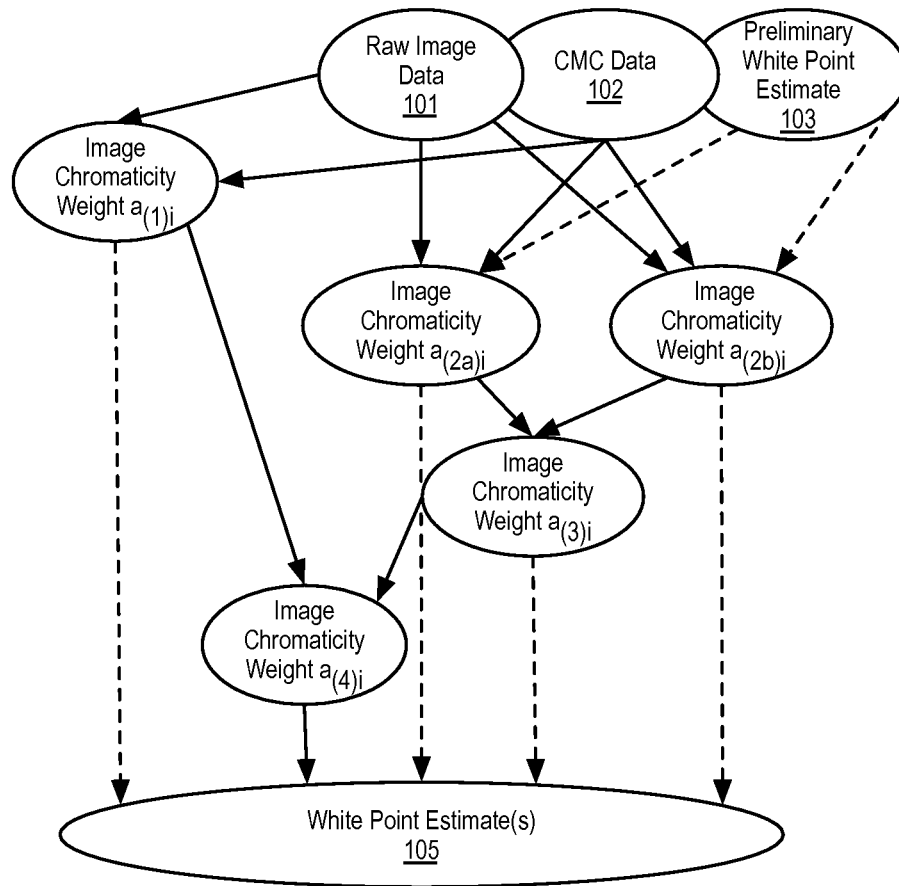 Raw Image
Data
101
CMC Data
102
Preliminary
White Point
Estimate
103
Image
Chromaticity
Weight a(1)i
Image
Chromaticity
Weight a(2a)i
Image
Chromaticity
Weight a(2b)i
Image
Chromaticity
Weight a(3)i
Image
Chromaticity
Weight a(4)i
White Point Estimate(s)
105